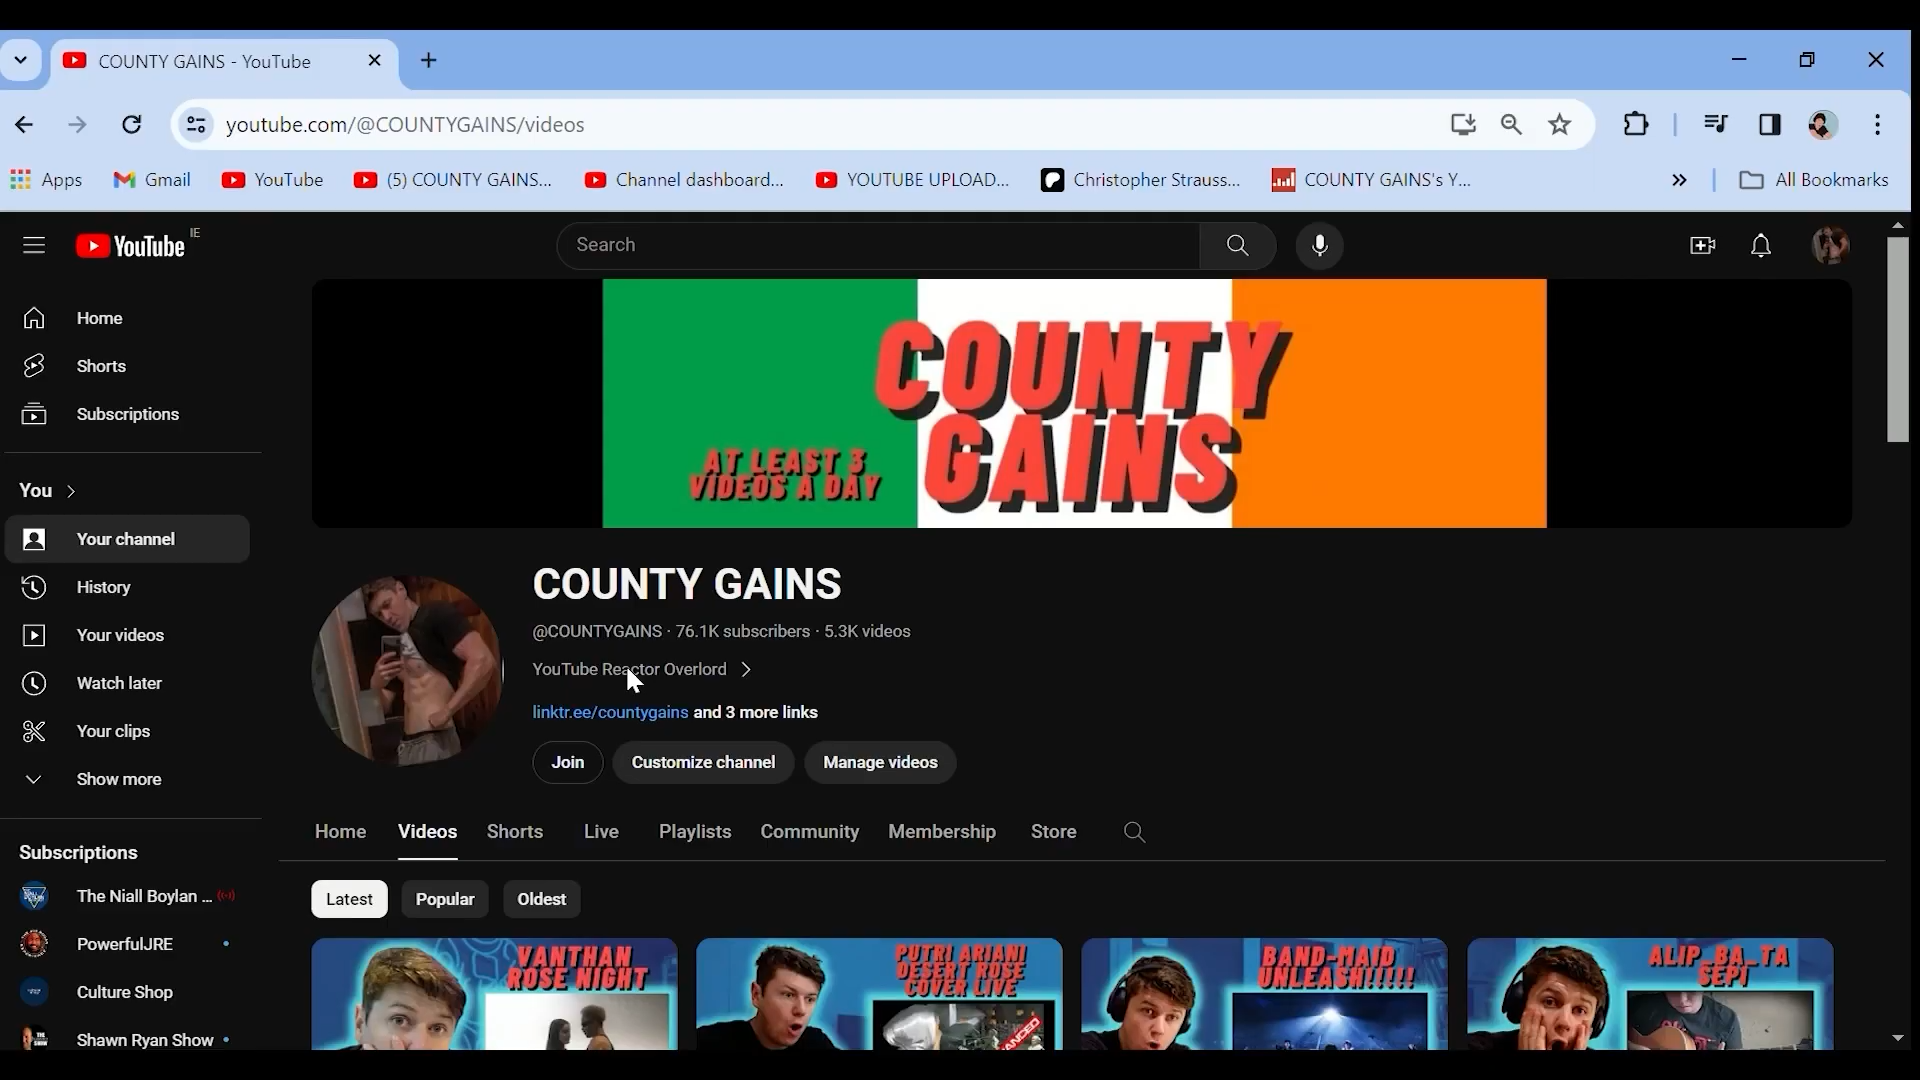 COUNTY GAINS - YouTube
youtube.com/@COUNTYGAINS/videos
Apps
Gmail
YouTube
(5) COUNTY GAINS...
Channel dashboard...
YOUTUBE UPLOAD...
Christopher Strauss...
COUNTY GAINS's Y...
All Bookmarks
YouTube IE
Search
Home
Shorts
Subscriptions
You
Your channel
History
Your videos
Watch later
Your clips
Show more
Subscriptions
The Niall Boylan ...
PowerfulJRE
Culture Shop
Shawn Ryan Show
COUNTY
GAINS
AT LEAST 3
VIDEOS A DAY
COUNTY GAINS
@COUNTYGAINS · 76.1K subscribers · 5.3K videos
YouTube Reactor Overlord
linktr.ee/countygains and 3 more links
Join
Customize channel
Manage videos
Home
Videos
Shorts
Live
Playlists
Community
Membership
Store
Latest
Popular
Oldest
VANTHAN
ROSE NIGHT
PUTRI ARIANI
DESERT ROSE
COVER LIVE
BAND-MAID
UNLEASH!!!!!
ALIP_BA_TA
SEPI